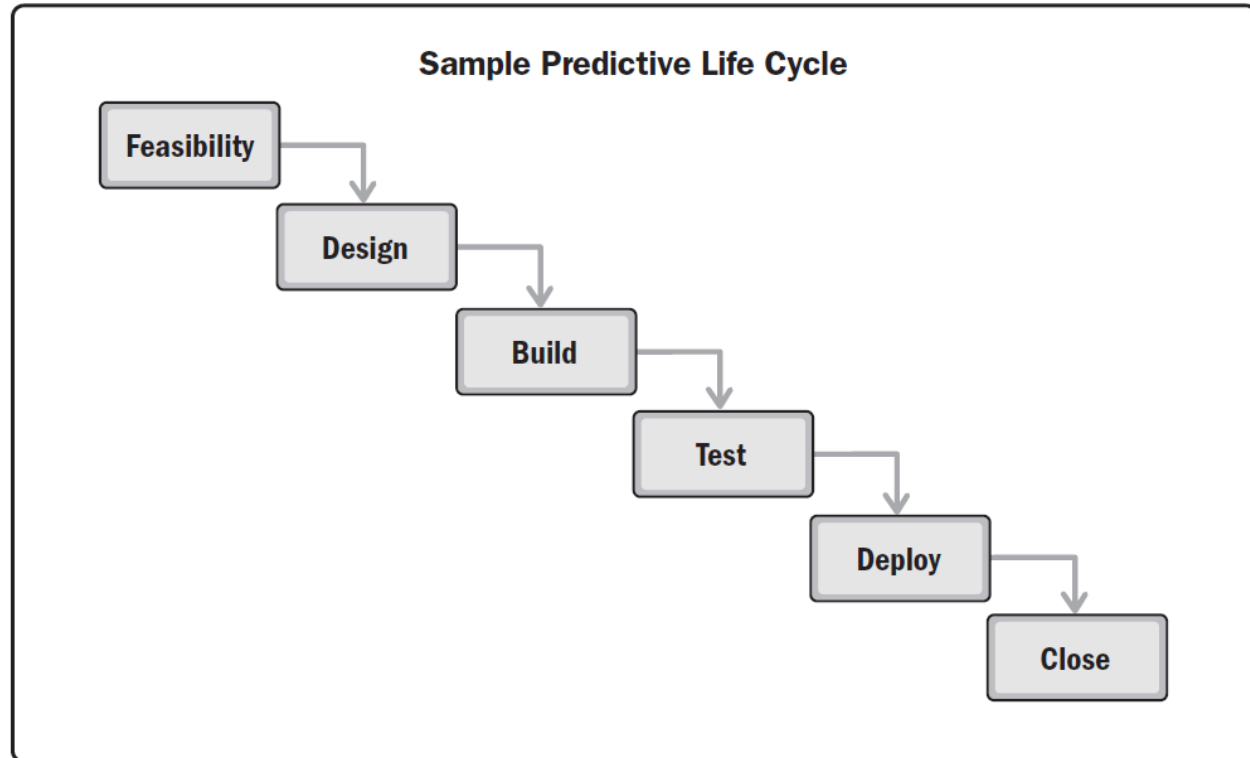 Sample Predictive Life Cycle
Feasibility
Design
Build
Test
Deploy
Close